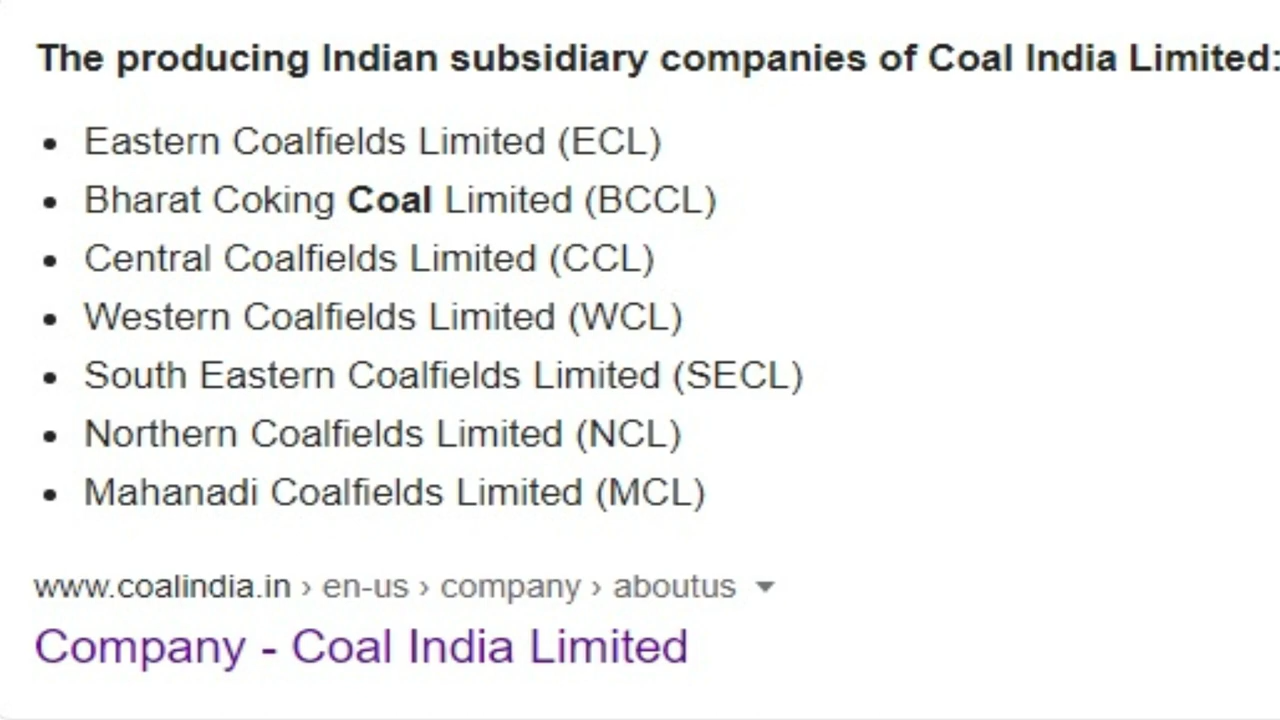 The producing Indian subsidiary companies of Coal India Limited:
• Eastern Coalfields Limited (ECL)
• Bharat Coking Coal Limited (BCCL)
• Central Coalfields Limited (CCL)
• Western Coalfields Limited (WCL)
• South Eastern Coalfields Limited (SECL)
• Northern Coalfields Limited (NCL)
• Mahanadi Coalfields Limited (MCL)
www.coalindia.in › en-us › company › aboutus
Company - Coal India Limited